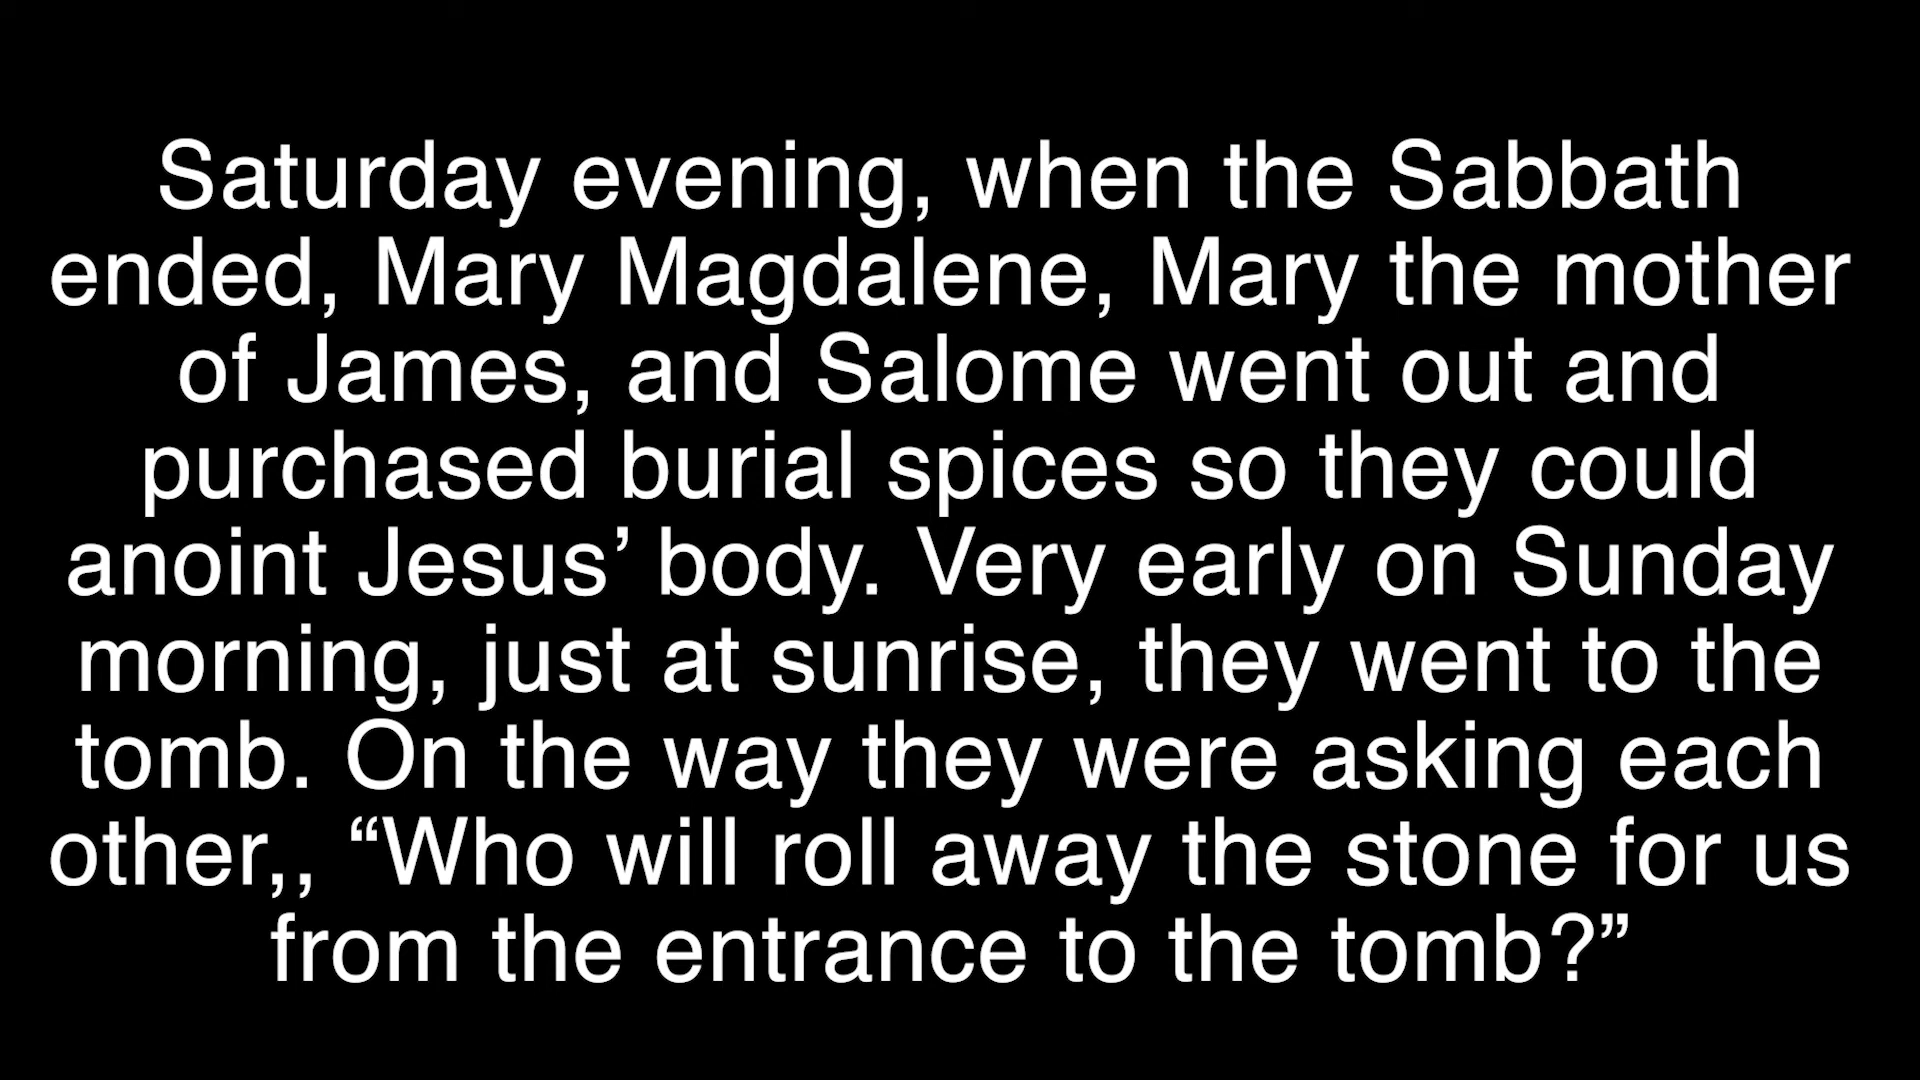 Saturday evening, when the Sabbath
ended, Mary Magdalene, Mary the mother
of James, and Salome went out and
purchased burial spices so they could
anoint Jesus’ body. Very early on Sunday
morning, just at sunrise, they went to the
tomb. On the way they were asking each
other,, “Who will roll away the stone for us
from the entrance to the tomb?”